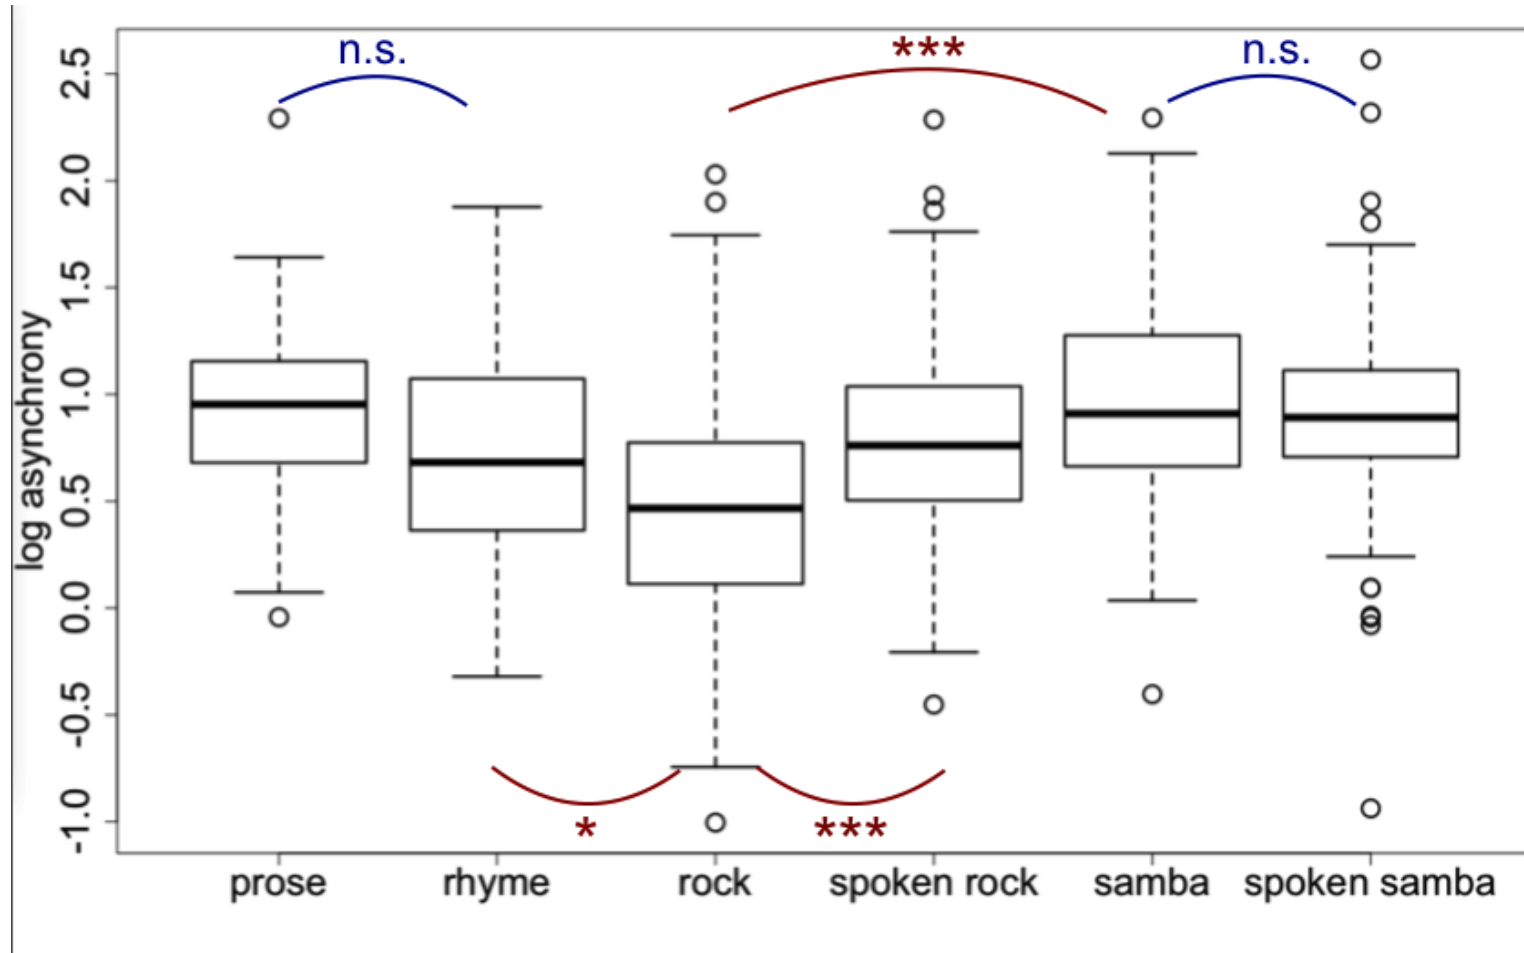 n.s.
***
n.s.
2.5
2.0
1.5
1.0
0.5
0.0
-0.5
-1.0
log asynchrony
*
***
prose rhyme rock spoken rock samba spoken samba